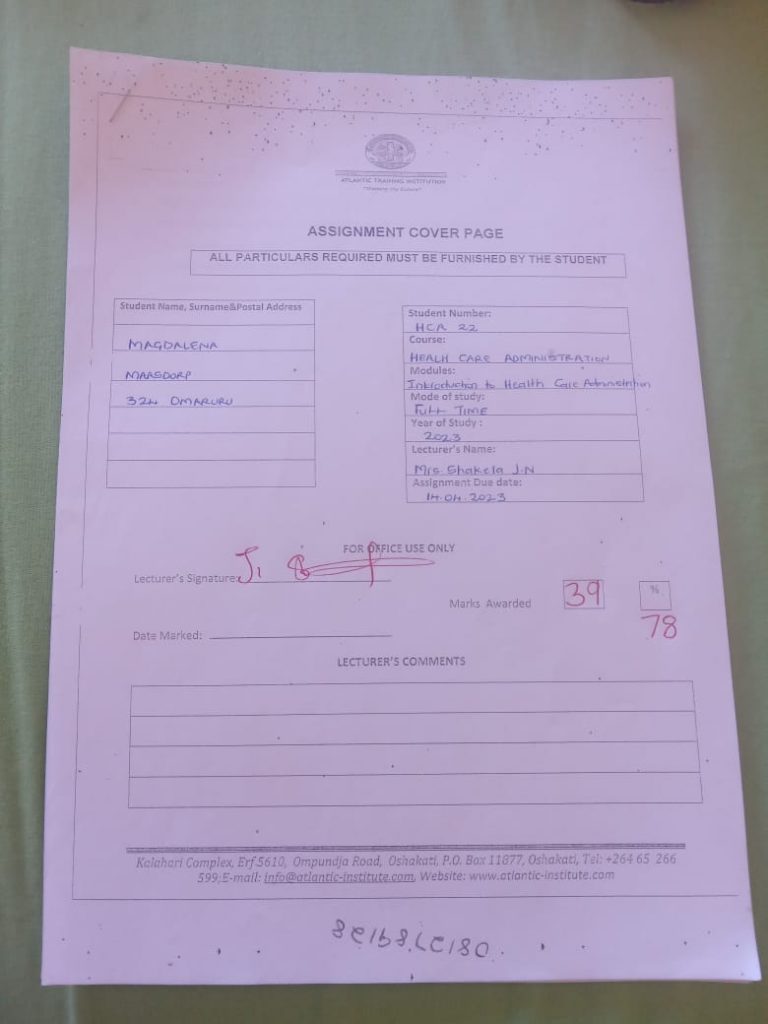 ATLANTIC TRAINING INSTITUTION
ASSIGNMENT COVER PAGE
ALL PARTICULARS REQUIRED MUST BE FURNISHED BY THE STUDENT
Student Name, Surname&Postal Address
MAGDALENA
MARSDORP
324 OMARURU
Student Number:
HCA 22
Course:
HEALH CARE ADMINISTRATION
Modules:
Introduction to Health Care Administration
Mode of study:
FULL TIME
Year of Study :
2023
Lecturer's Name:
Mrs Shakela J.N
Assignment Due date:
14.04.2023
FOR OFFICE USE ONLY
Lecturer's Signature:
Marks Awarded 39 %
78
Date Marked:
LECTURER'S COMMENTS
Kalahari Complex, Erf 5610, Ompundja Road, Oshakati, P.O. Box 11877, Oshakati, Tel: +264 65 266
599;E-mail: info@atlantic-institute.com, Website: www.atlantic-institute.com